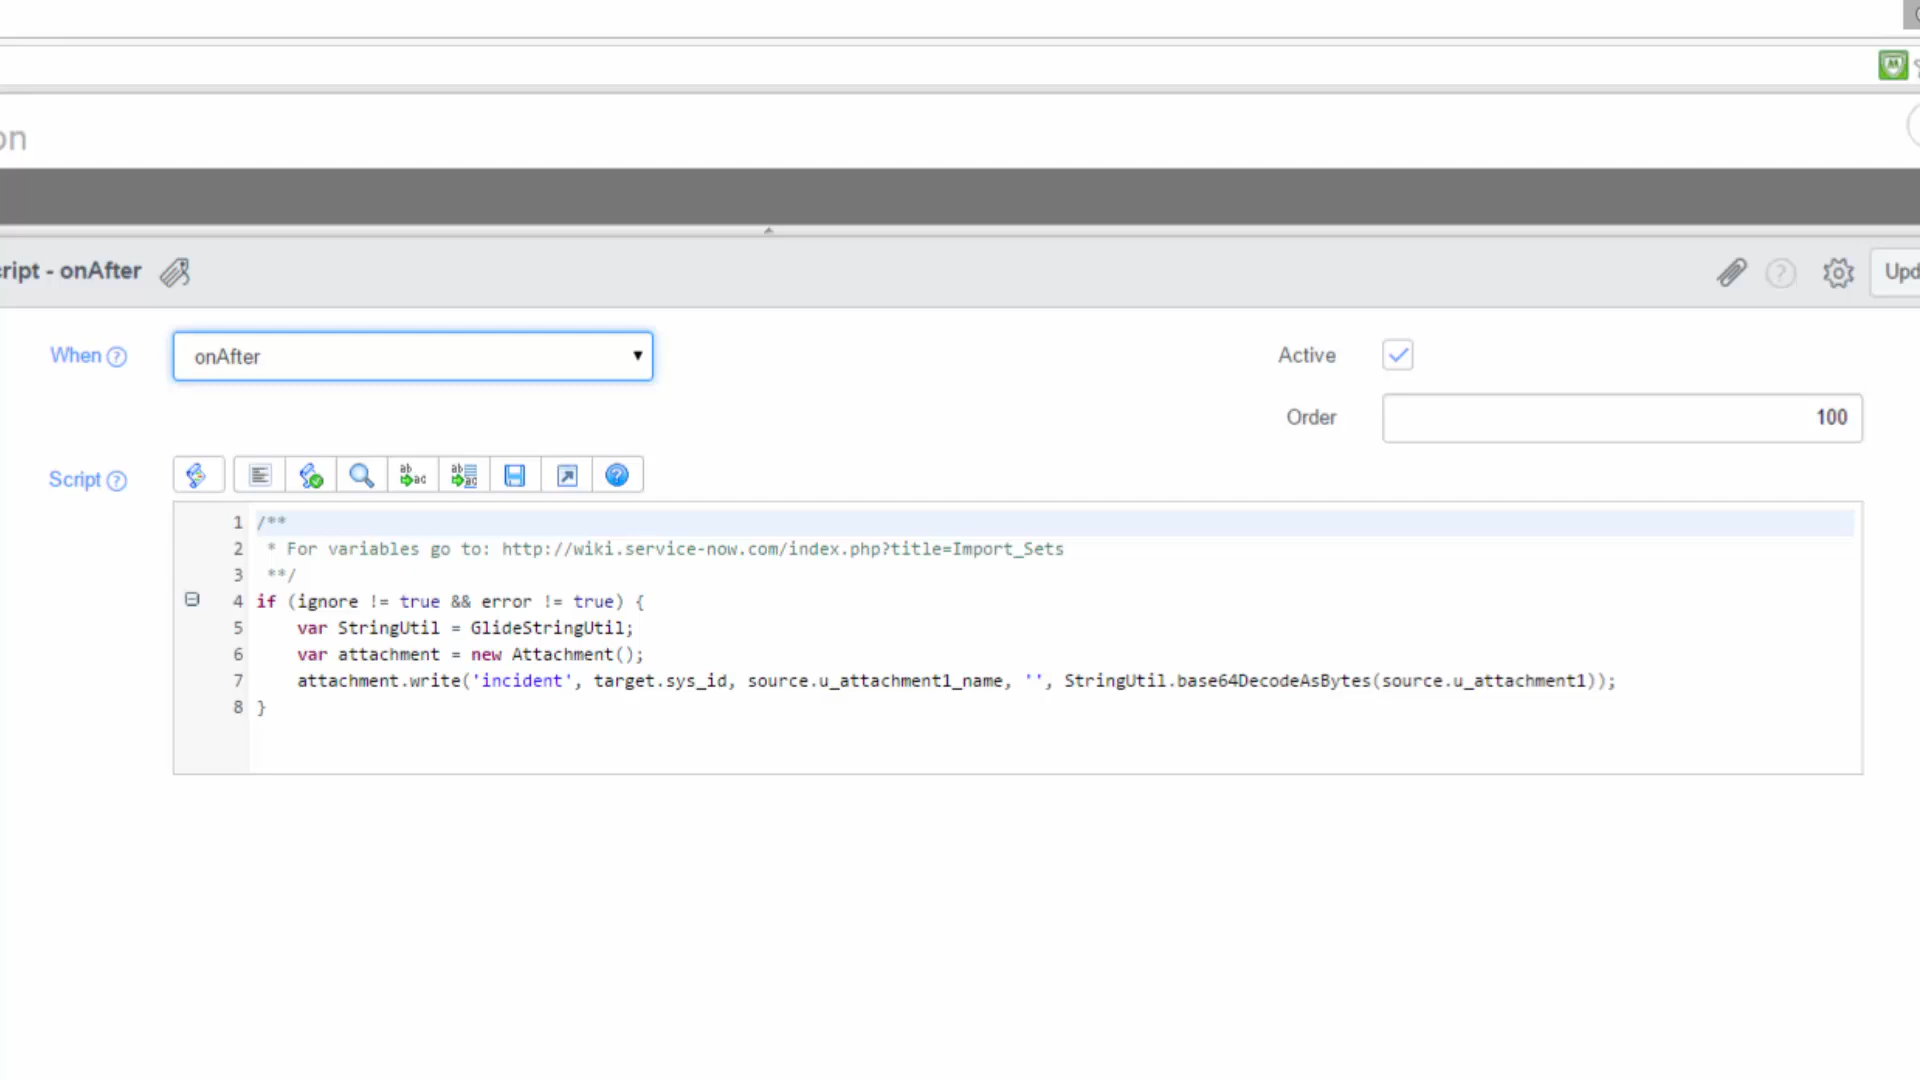 on
cript - onAfter
Upd
When
onAfter
Active
Order
100
Script
1 /**
2  * For variables go to: http://wiki.service-now.com/index.php?title=Import_Sets
3  **/
4 if (ignore != true && error != true) {
5     var StringUtil = GlideStringUtil;
6     var attachment = new Attachment();
7     attachment.write('incident', target.sys_id, source.u_attachment1_name, '', StringUtil.base64DecodeAsBytes(source.u_attachment1));
8 }